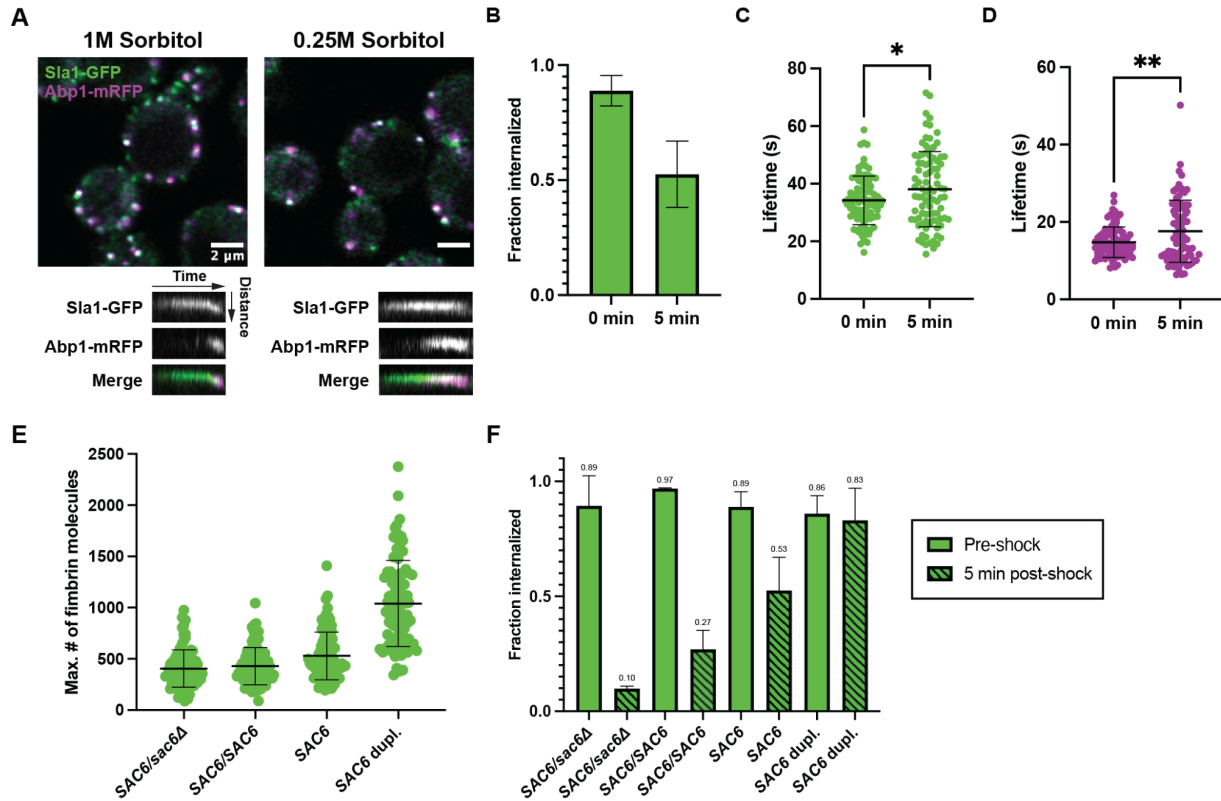 A
1M Sorbitol
0.25M Sorbitol
Sla1-GFP
Abp1-mRFP
2 µm
Time
Distance
Sla1-GFP
Abp1-mRFP
Merge
Sla1-GFP
Abp1-mRFP
Merge
B
Fraction internalized
1.0
0.5
0.0
0 min
5 min
C
*
Lifetime (s)
80
60
40
20
0
0 min
5 min
D
**
Lifetime (s)
60
40
20
0
0 min
5 min
E
Max. # of fimbrin molecules
2500
2000
1500
1000
500
0
SAC6/sac6Δ
SAC6/SAC6
SAC6
SAC6 dupl.
F
Fraction internalized
1.0
0.5
0.0
0.89
0.10
0.97
0.27
0.89
0.53
0.86
0.83
SAC6/sac6Δ
SAC6/sac6Δ
SAC6/SAC6
SAC6/SAC6
SAC6
SAC6
SAC6 dupl.
SAC6 dupl.
Pre-shock
5 min post-shock